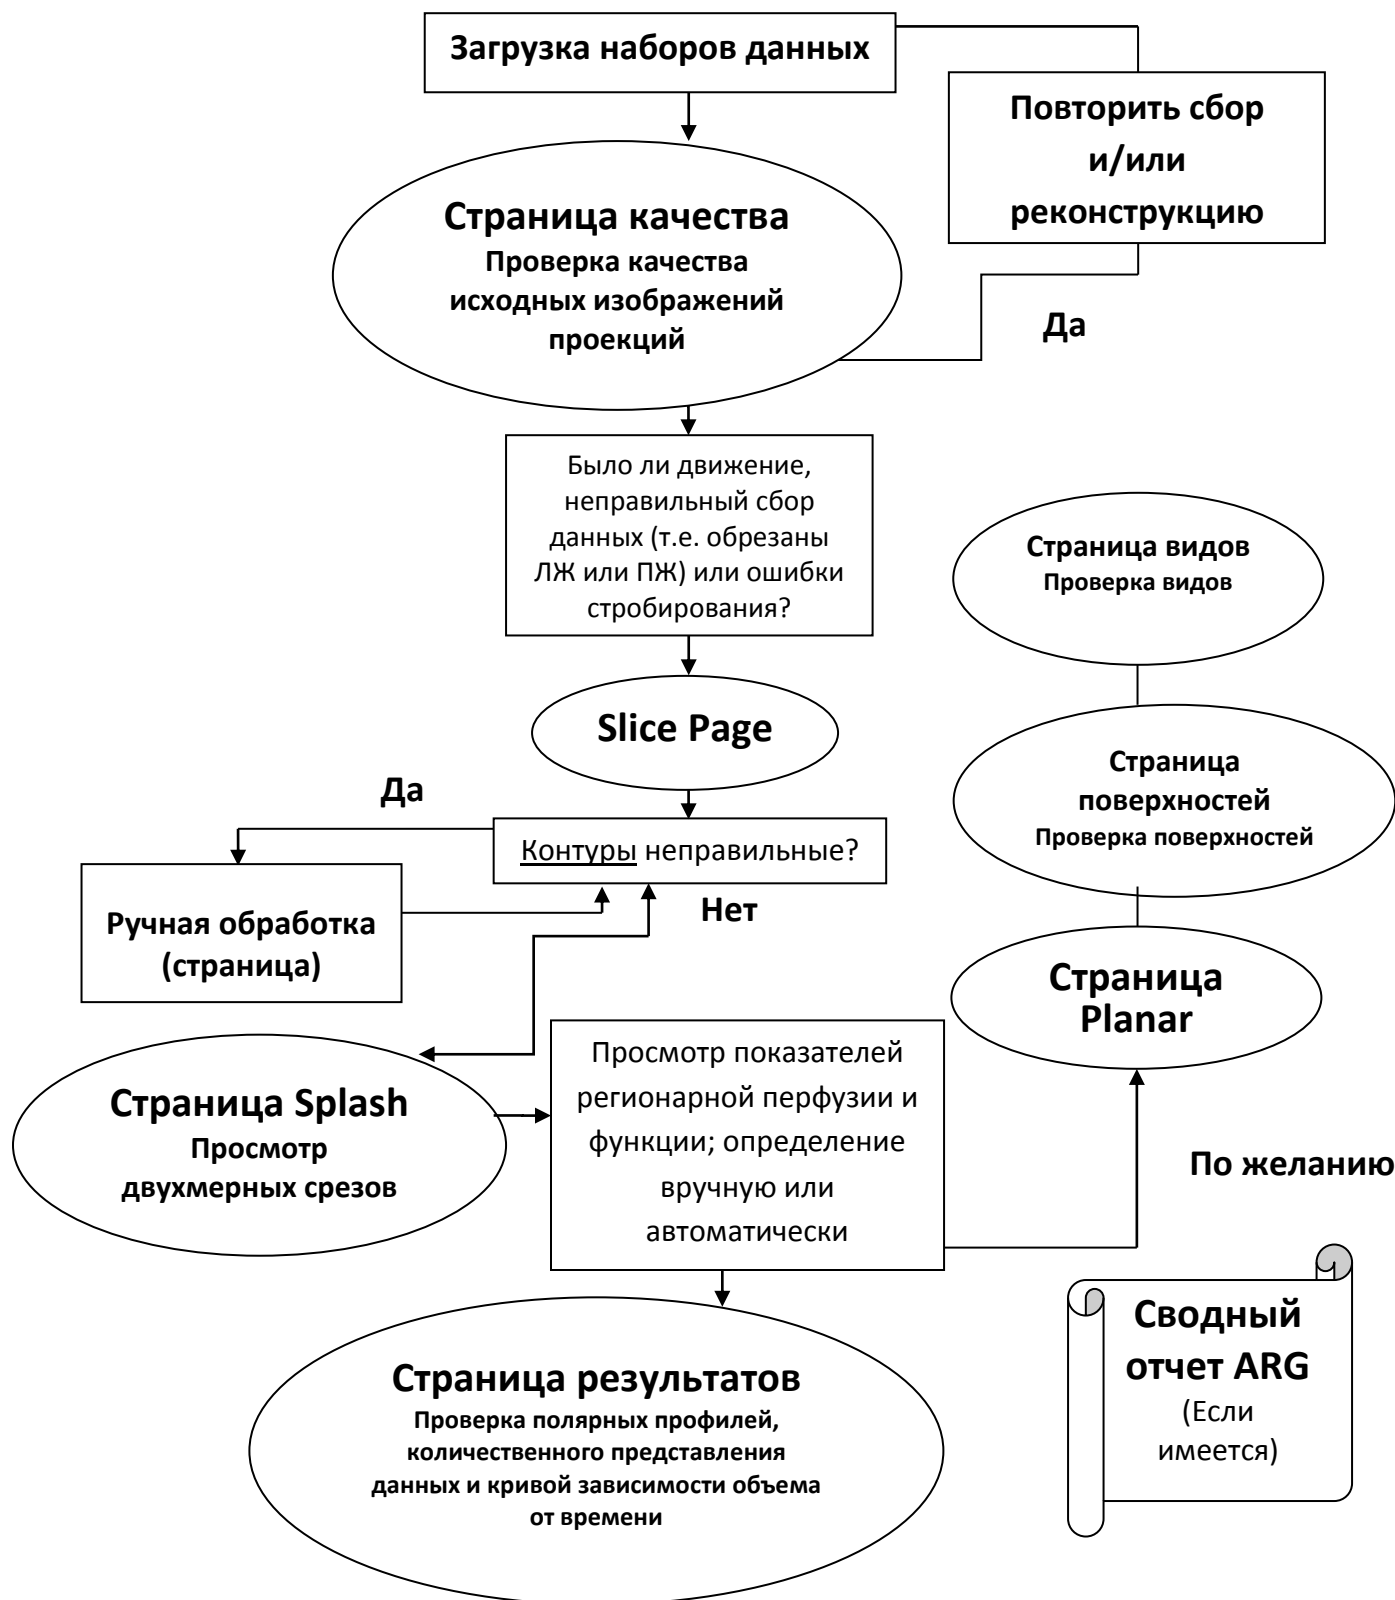 Загрузка наборов данных
Повторить сбор
и/или
реконструкцию
Страница качества
Проверка качества
исходных изображений
проекций
Да
Было ли движение,
неправильный сбор
данных (т.е. обрезаны
ЛЖ или ПЖ) или ошибки
стробирования?
Страница видов
Проверка видов
Slice Page
Страница
поверхностей
Проверка поверхностей
Да
Контуры неправильные?
Нет
Ручная обработка
(страница)
Страница
Planar
Просмотр показателей
регионарной перфузии и
функции; определение
вручную или
автоматически
Страница Splash
Просмотр
двухмерных срезов
По желанию
Сводный
отчет ARG
(Если
имеется)
Страница результатов
Проверка полярных профилей,
количественного представления
данных и кривой зависимости объема
от времени